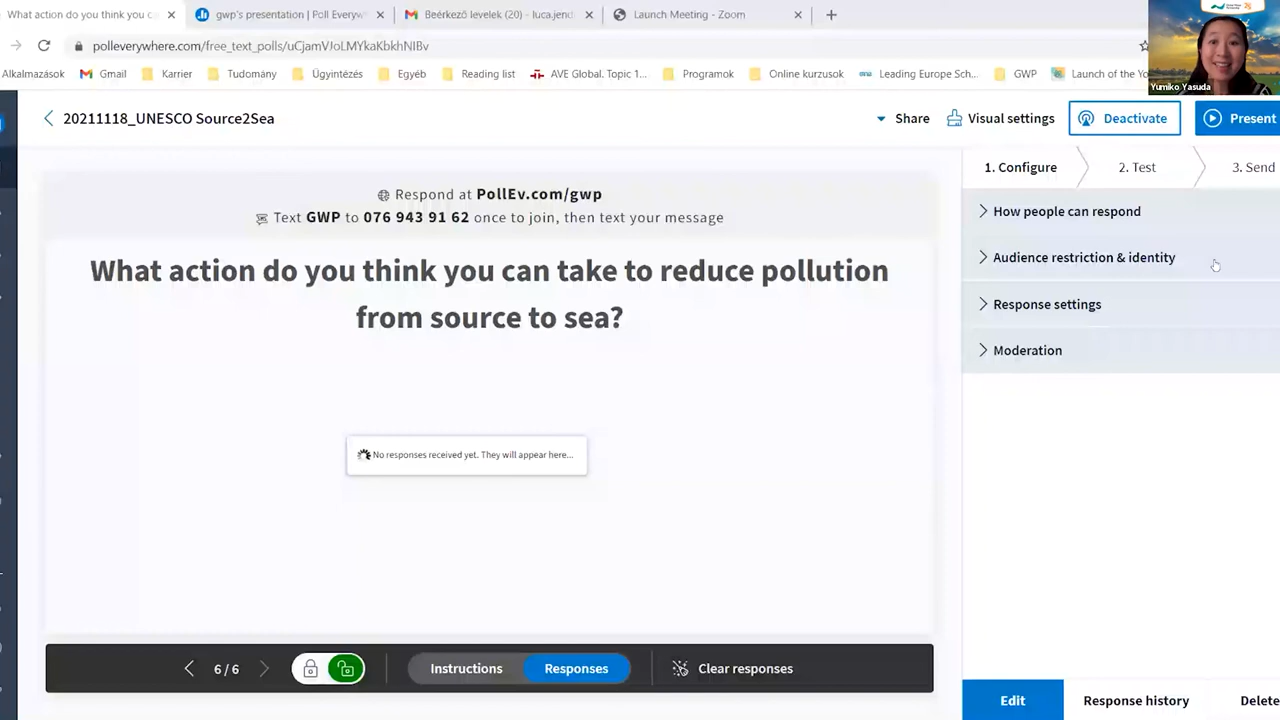 What action do you think you c
gwp's presentation | Poll Everyw
Beérkező levelek (20) - luca.jend
Launch Meeting - Zoom
polleverywhere.com/free_text_polls/uCjamVJoLMYkaKbkhNIBv
Alkalmazások
Gmail
Karrier
Tudomány
Ügyintézés
Egyéb
Reading list
AVE Global. Topic 1...
Programok
Online kurzusok
Leading Europe Sch...
GWP
Launch of the Yo
Yumiko Yasuda
20211118_UNESCO Source2Sea
Share
Visual settings
Deactivate
Present
1. Configure
2. Test
3. Send
Respond at PollEv.com/gwp
Text GWP to 076 943 91 62 once to join, then text your message
What action do you think you can take to reduce pollution
from source to sea?
No responses received yet. They will appear here...
How people can respond
Audience restriction & identity
Response settings
Moderation
6 / 6
Instructions
Responses
Clear responses
Edit
Response history
Delete